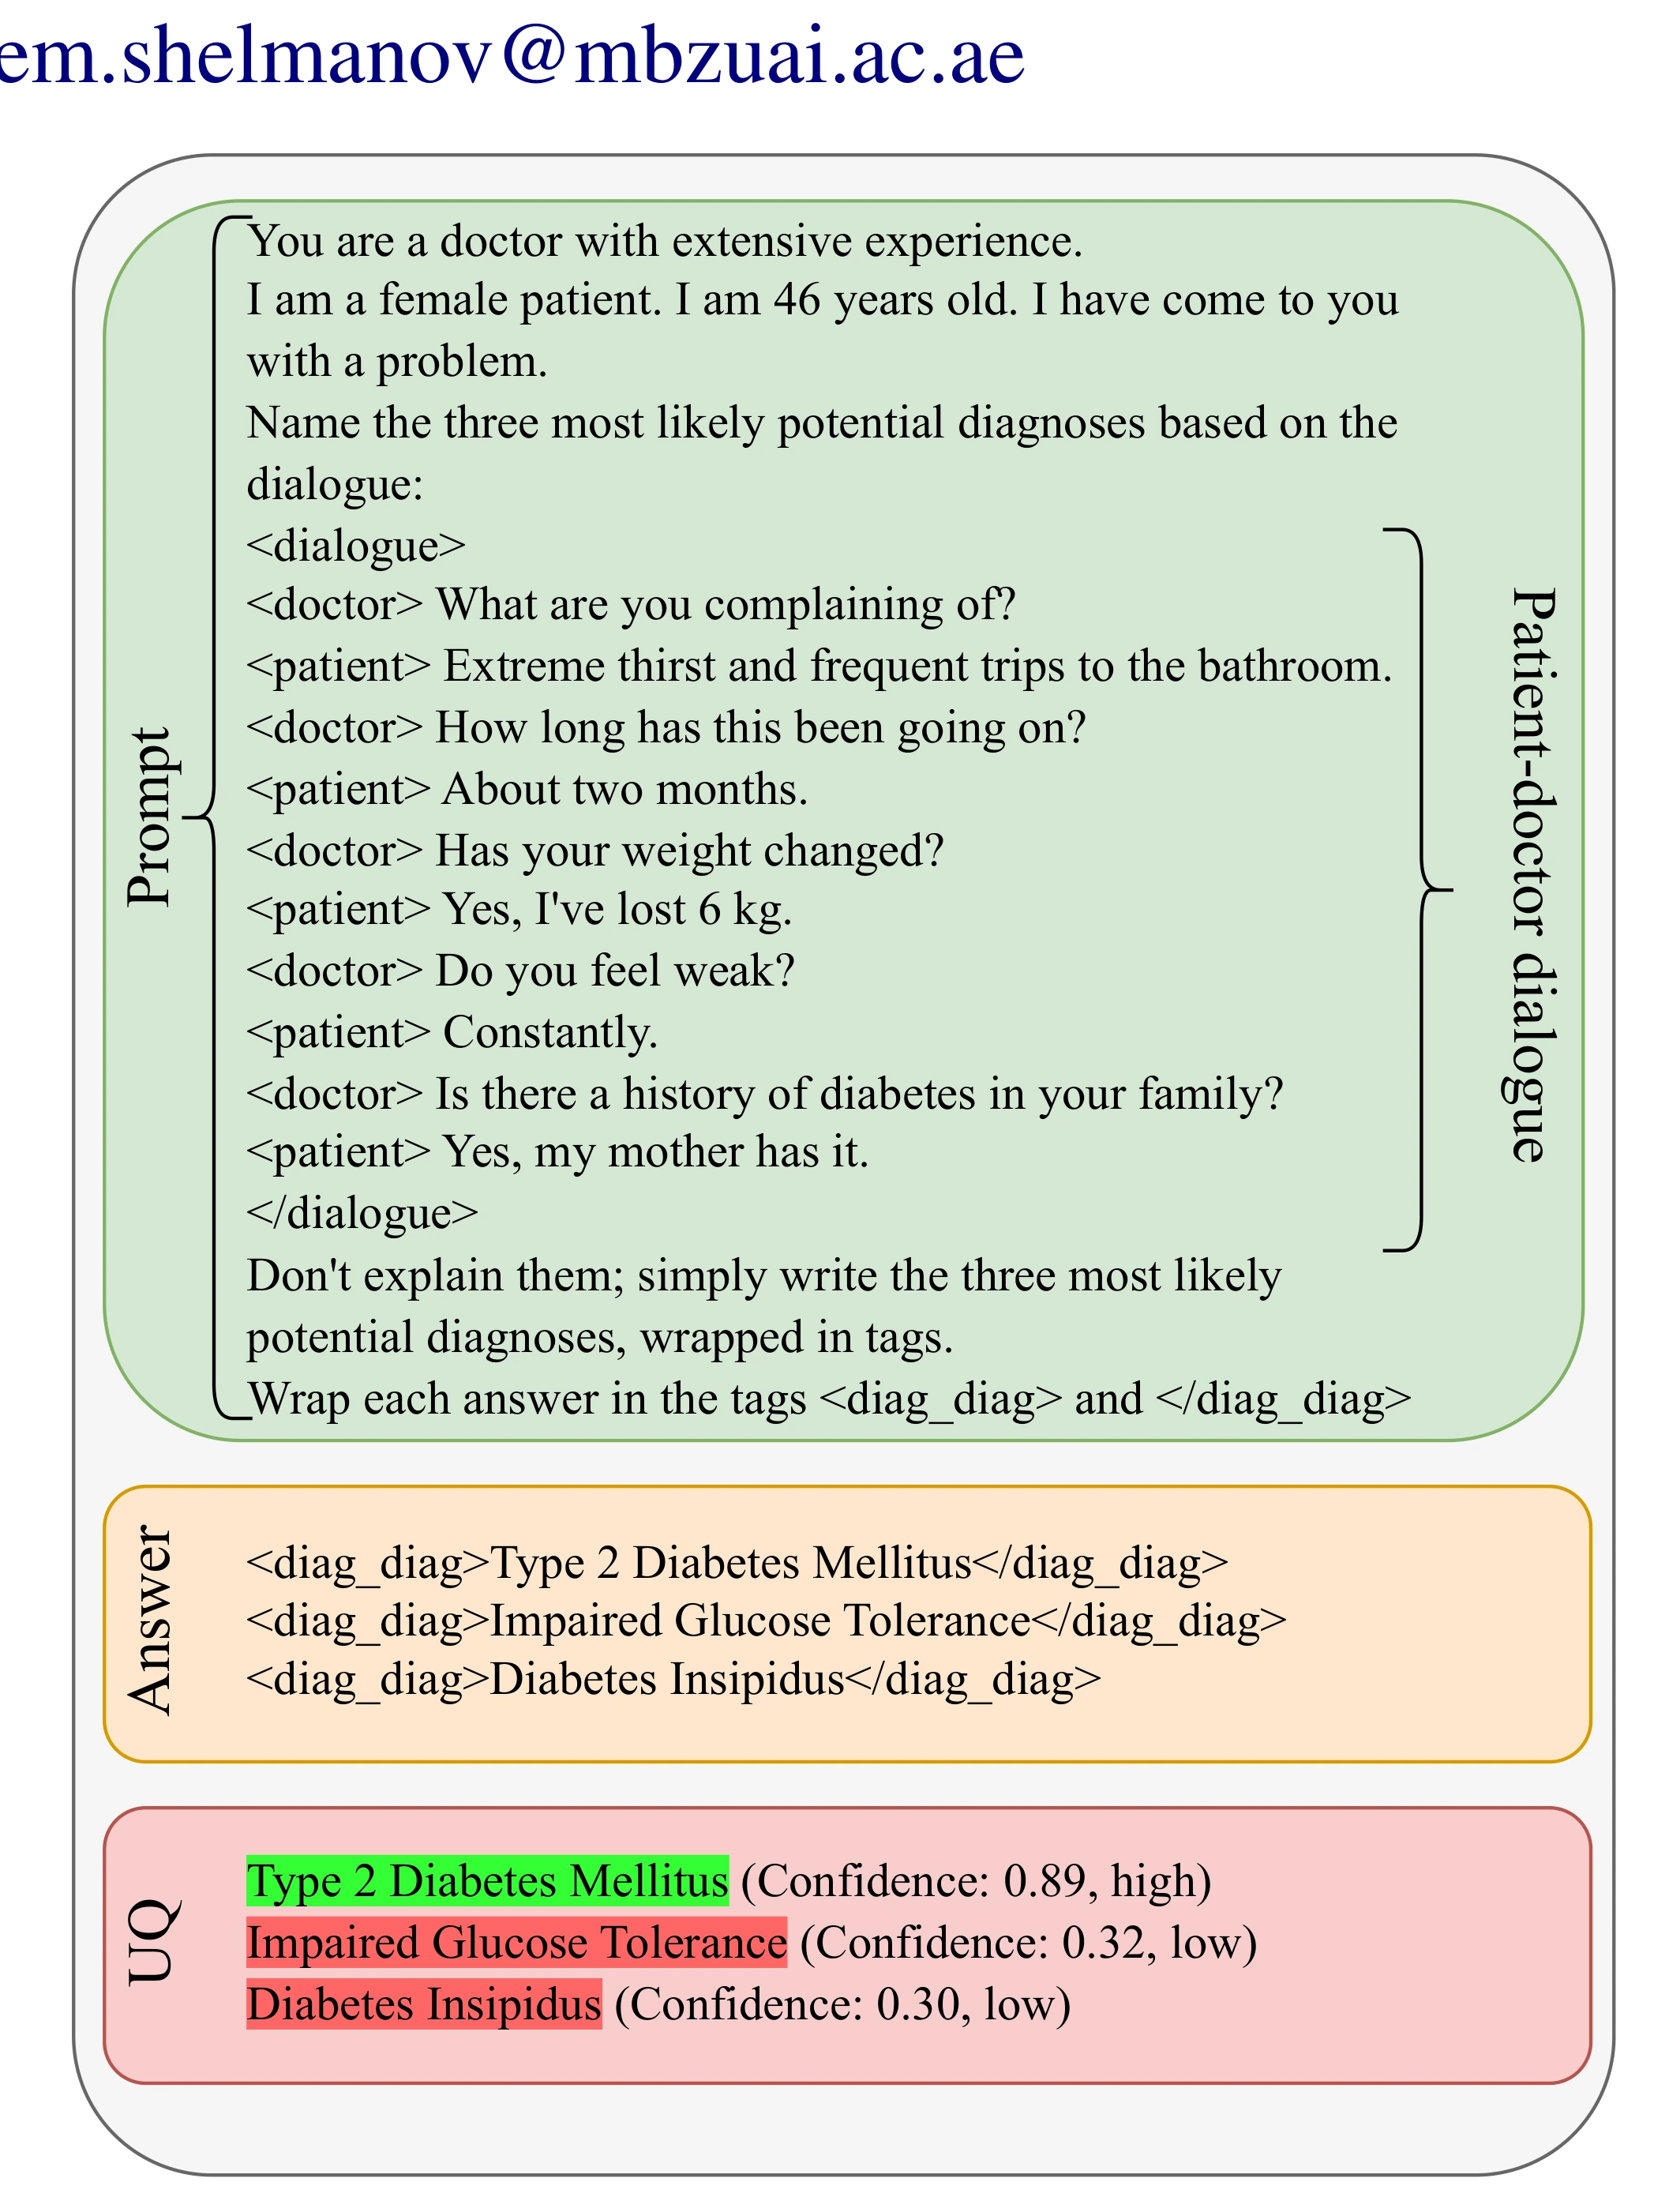 em.shelmanov@mbzuai.ac.ae
Prompt
You are a doctor with extensive experience.
I am a female patient. I am 46 years old. I have come to you
with a problem.
Name the three most likely potential diagnoses based on the
dialogue:
<dialogue>
<doctor> What are you complaining of?
<patient> Extreme thirst and frequent trips to the bathroom.
<doctor> How long has this been going on?
<patient> About two months.
<doctor> Has your weight changed?
<patient> Yes, I've lost 6 kg.
<doctor> Do you feel weak?
<patient> Constantly.
<doctor> Is there a history of diabetes in your family?
<patient> Yes, my mother has it.
</dialogue>
Don't explain them; simply write the three most likely
potential diagnoses, wrapped in tags.
Wrap each answer in the tags <diag_diag> and </diag_diag>
Patient-doctor dialogue
Answer
<diag_diag>Type 2 Diabetes Mellitus</diag_diag>
<diag_diag>Impaired Glucose Tolerance</diag_diag>
<diag_diag>Diabetes Insipidus</diag_diag>
UQ
Type 2 Diabetes Mellitus (Confidence: 0.89, high)
Impaired Glucose Tolerance (Confidence: 0.32, low)
Diabetes Insipidus (Confidence: 0.30, low)